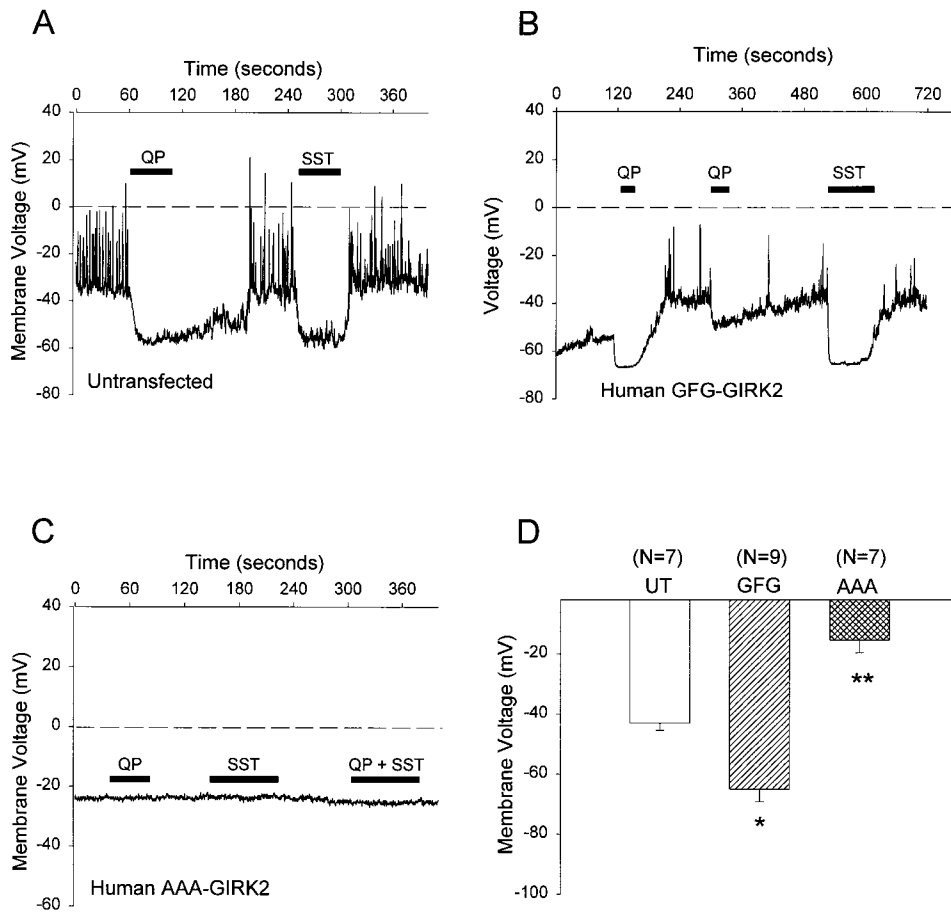 A
Time (seconds)
0 60 120 180 240 300 360
40
20
0
-20
-40
-60
-80
Membrane Voltage (mV)
QP
SST
Untransfected
B
Time (seconds)
0 120 240 360 480 600 720
40
20
0
-20
-40
-60
-80
Voltage (mV)
QP
QP
SST
Human GFG-GIRK2
C
Time (seconds)
0 60 120 180 240 300 360
40
20
0
-20
-40
-60
Membrane Voltage (mV)
QP
SST
QP + SST
Human AAA-GIRK2
D
(N=7) (N=9) (N=7)
UT GFG AAA
-20
-40
-60
-80
-100
Membrane Voltage (mV)
**
*